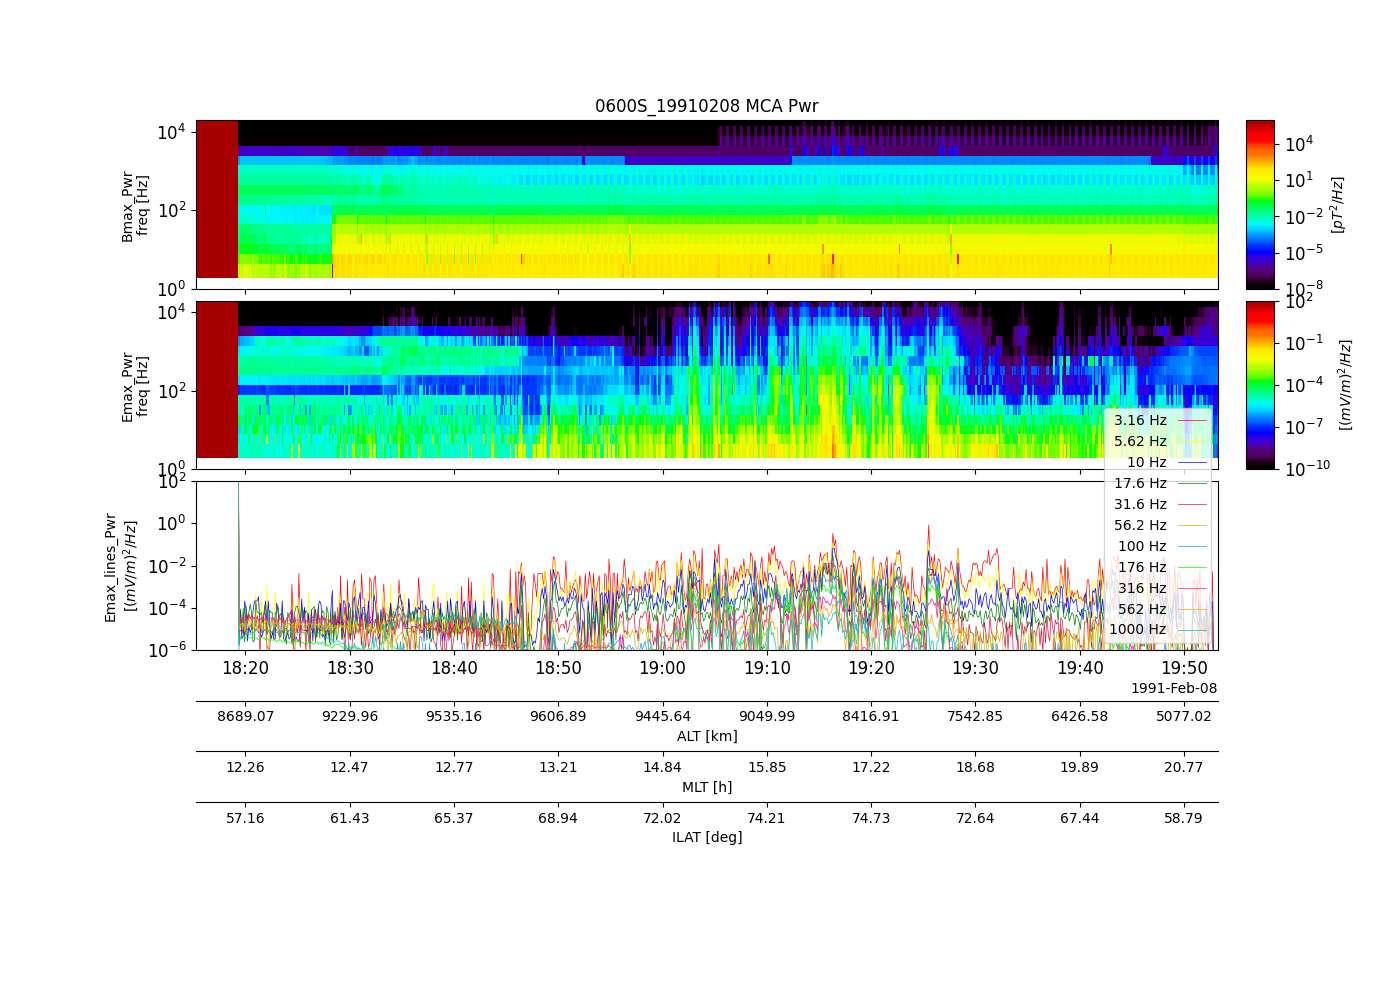 0600S_19910208 MCA Pwr
10^4
10^2
10^0
Bmax_Pwr
freq [Hz]
10^4
10^1
10^-2
10^-5
10^-8
[pT^2/Hz]
10^4
10^2
10^0
Emax_Pwr
freq [Hz]
10^2
10^-1
10^-4
10^-7
10^-10
[(mV/m)^2/Hz]
10^2
10^0
10^-2
10^-4
10^-6
Emax_lines_Pwr
[(mV/m)^2/Hz]
3.16 Hz
5.62 Hz
10 Hz
17.6 Hz
31.6 Hz
56.2 Hz
100 Hz
176 Hz
316 Hz
562 Hz
1000 Hz
18:20 18:30 18:40 18:50 19:00 19:10 19:20 19:30 19:40 19:50
1991-Feb-08
8689.07 9229.96 9535.16 9606.89 9445.64 9049.99 8416.91 7542.85 6426.58 5077.02
ALT [km]
12.26 12.47 12.77 13.21 14.84 15.85 17.22 18.68 19.89 20.77
MLT [h]
57.16 61.43 65.37 68.94 72.02 74.21 74.73 72.64 67.44 58.79
ILAT [deg]